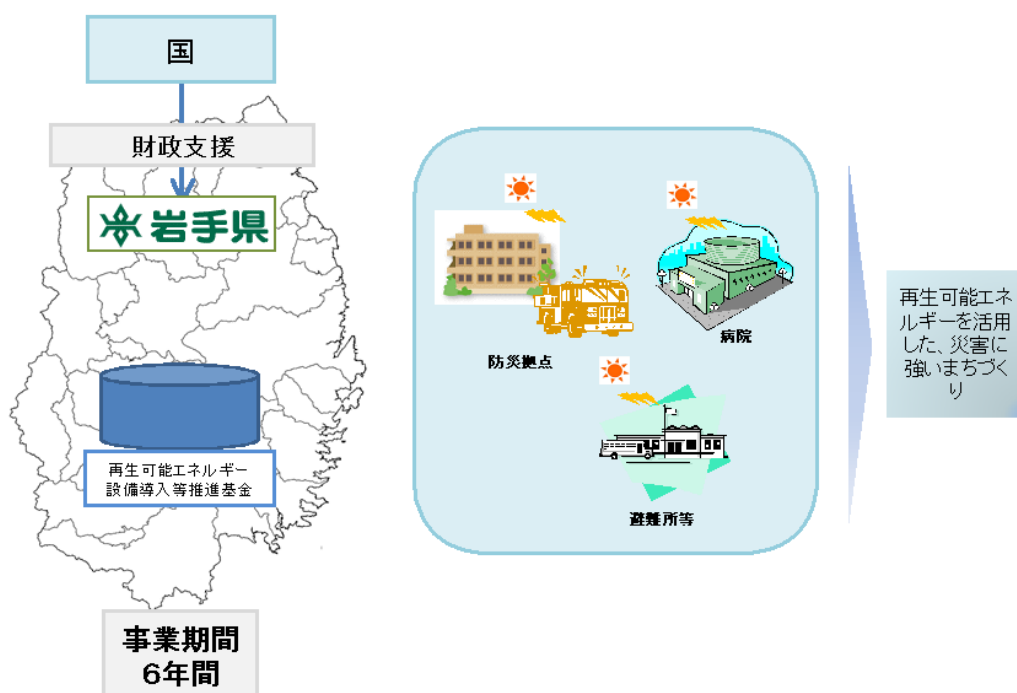 国
財政支援
岩手県
再生可能エネルギー
設備導入等推進基金
事業期間
6年間
防災拠点
病院
避難所等
再生可能エネ
ルギーを活用
した、災害に
強いまちづく
り